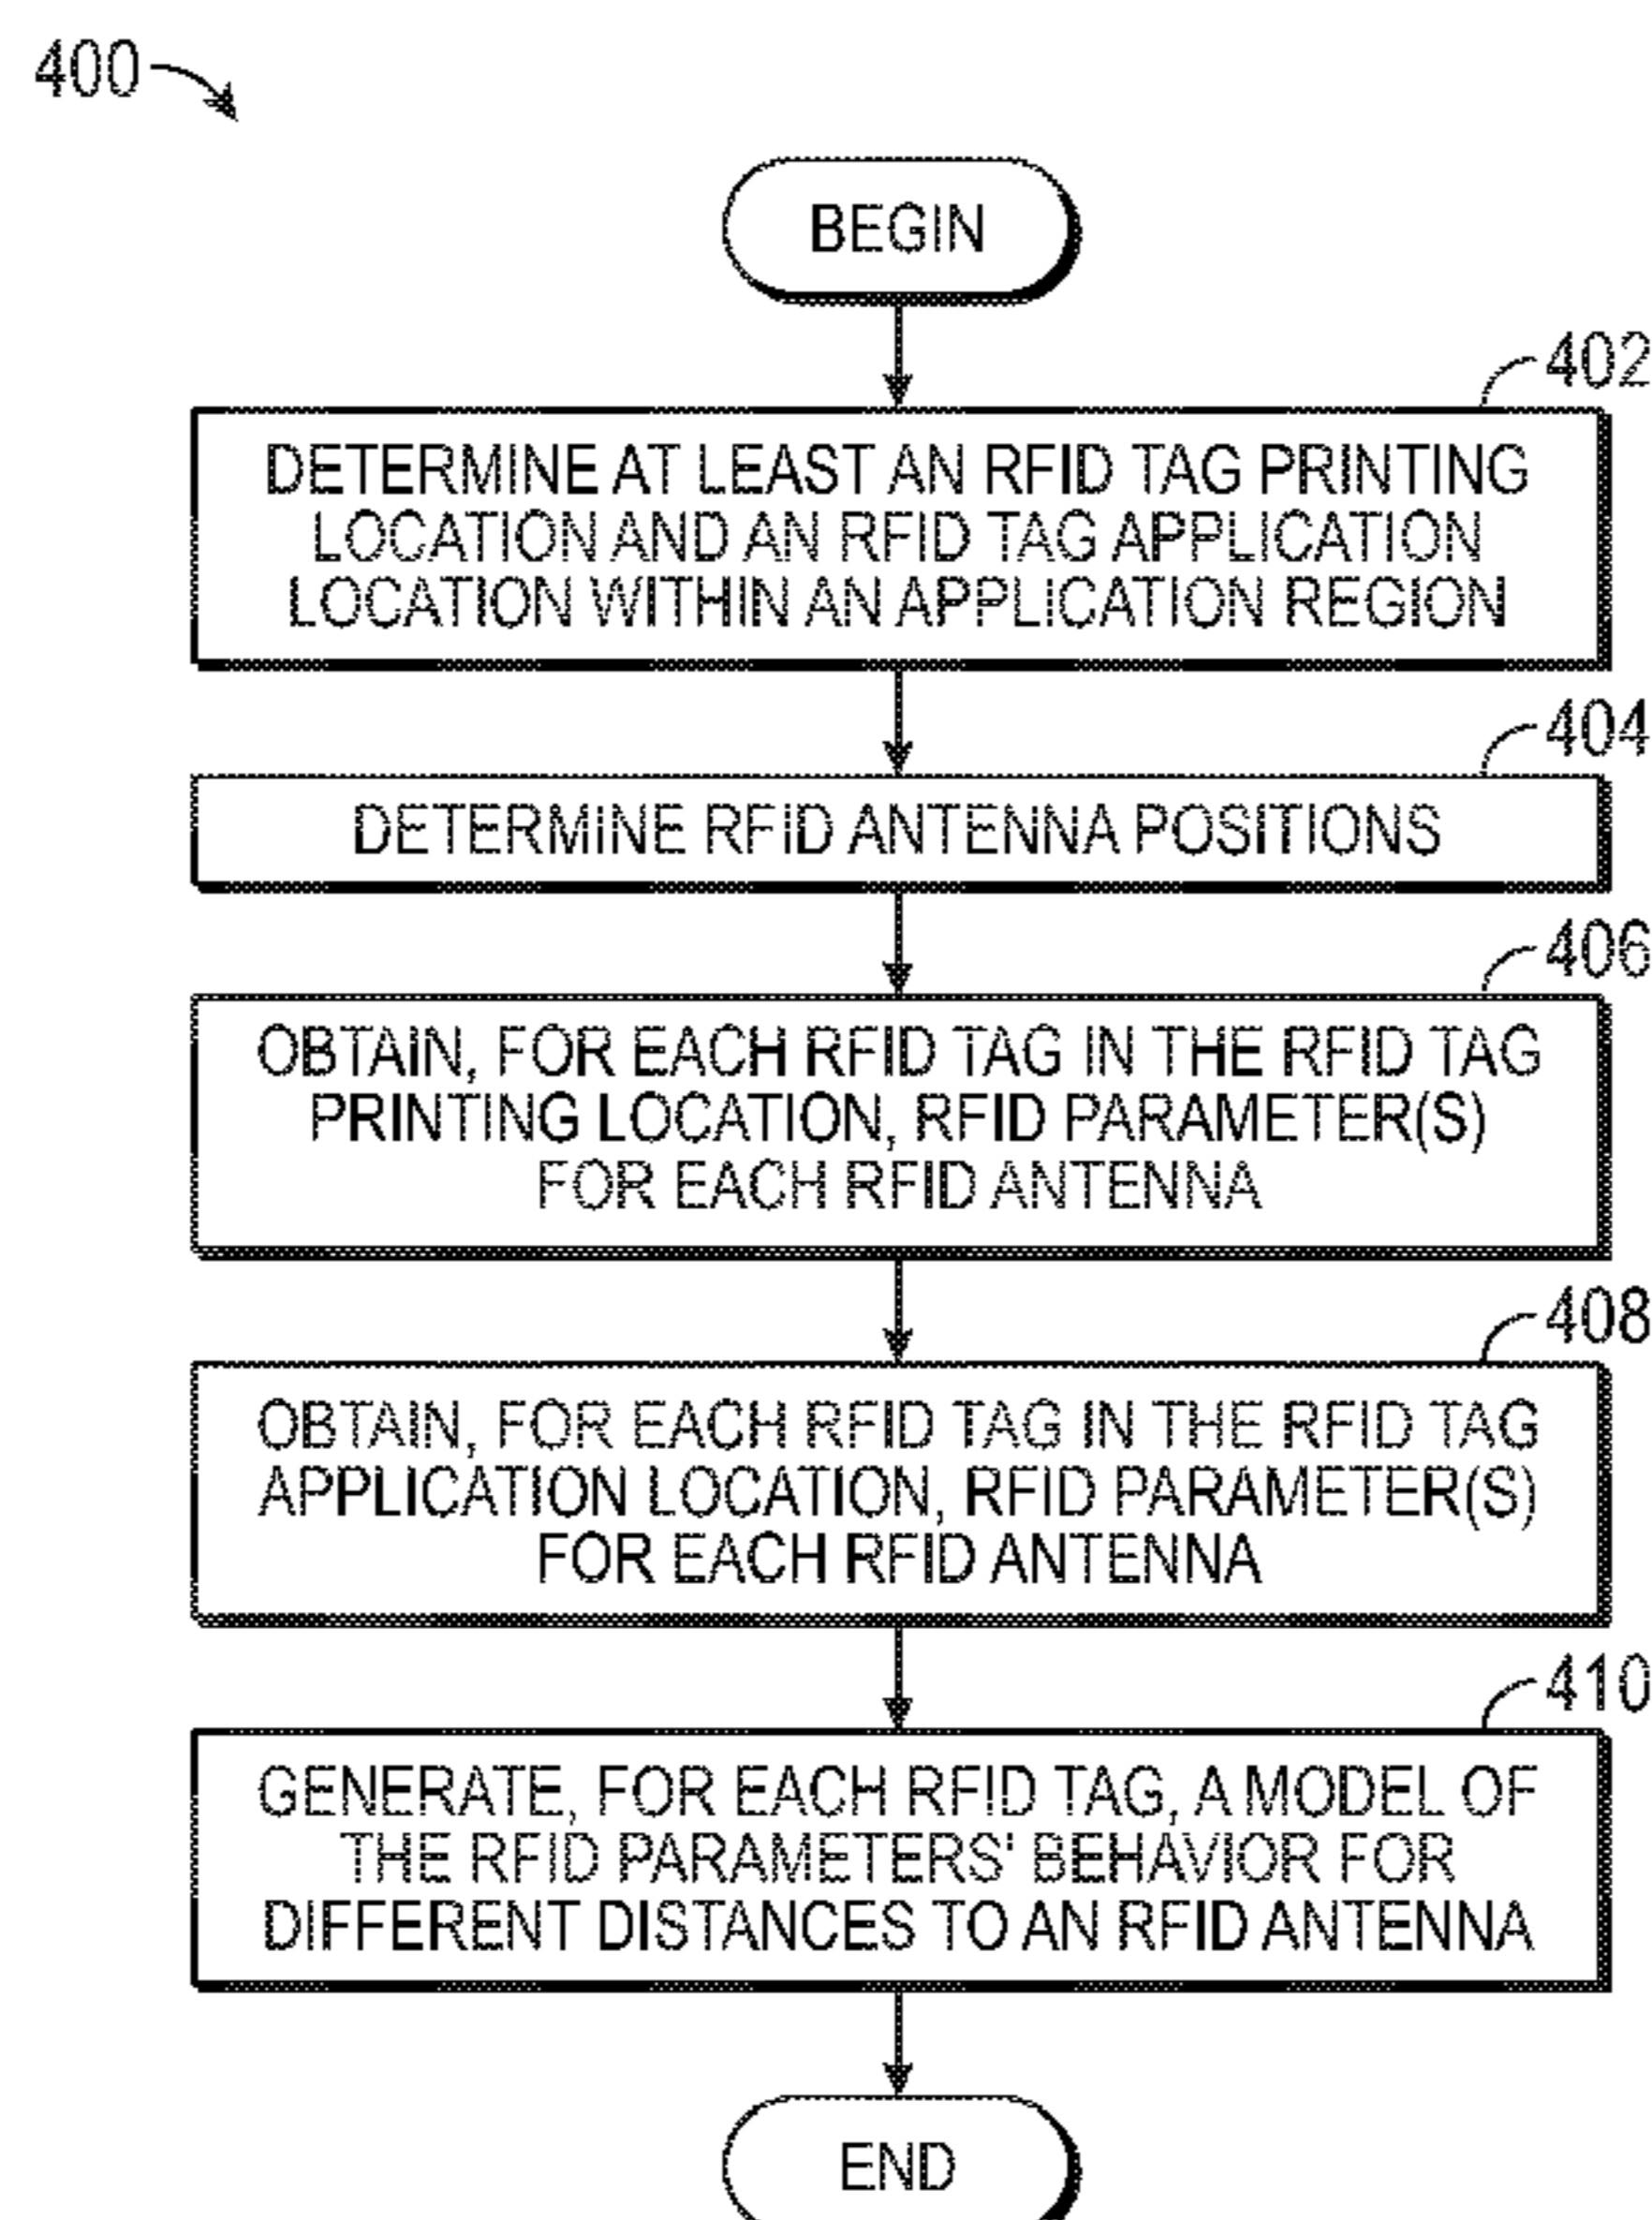 400
BEGIN
402
DETERMINE AT LEAST AN RFID TAG PRINTING
LOCATION AND AN RFID TAG APPLICATION
LOCATION WITHIN AN APPLICATION REGION
404
DETERMINE RFID ANTENNA POSITIONS
406
OBTAIN, FOR EACH RFID TAG IN THE RFID TAG
PRINTING LOCATION, RFID PARAMETER(S)
FOR EACH RFID ANTENNA
408
OBTAIN, FOR EACH RFID TAG IN THE RFID TAG
APPLICATION LOCATION, RFID PARAMETER(S)
FOR EACH RFID ANTENNA
410
GENERATE, FOR EACH RFID TAG, A MODEL OF
THE RFID PARAMETERS' BEHAVIOR FOR
DIFFERENT DISTANCES TO AN RFID ANTENNA
END